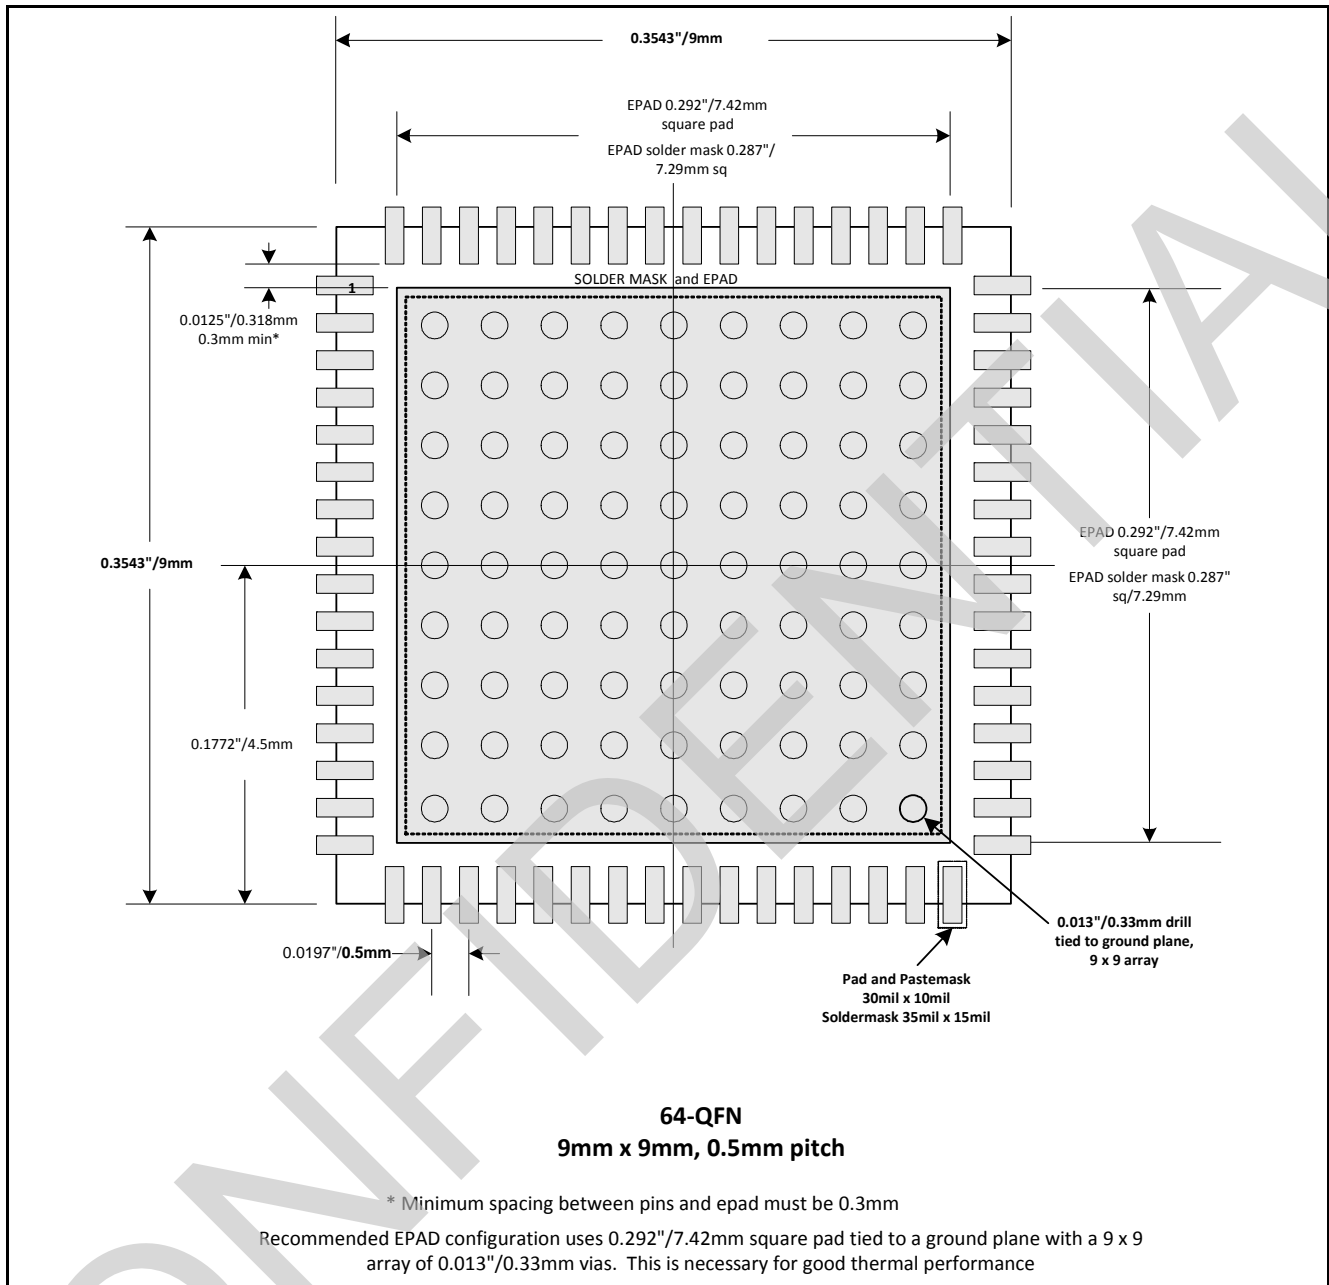 0.3543"/9mm
EPAD 0.292"/7.42mm
square pad
EPAD solder mask 0.287"/
7.29mm sq
SOLDER MASK and EPAD
1
0.0125"/0.318mm
0.3mm min*
EPAD 0.292"/7.42mm
square pad
EPAD solder mask 0.287"
sq/7.29mm
0.3543"/9mm
0.1772"/4.5mm
0.0197"/0.5mm
0.013"/0.33mm drill
tied to ground plane,
9 x 9 array
Pad and Pastemask
30mil x 10mil
Soldermask 35mil x 15mil
64-QFN
9mm x 9mm, 0.5mm pitch
* Minimum spacing between pins and epad must be 0.3mm
Recommended EPAD configuration uses 0.292"/7.42mm square pad tied to a ground plane with a 9 x 9
array of 0.013"/0.33mm vias. This is necessary for good thermal performance
ONFIDENTIAL